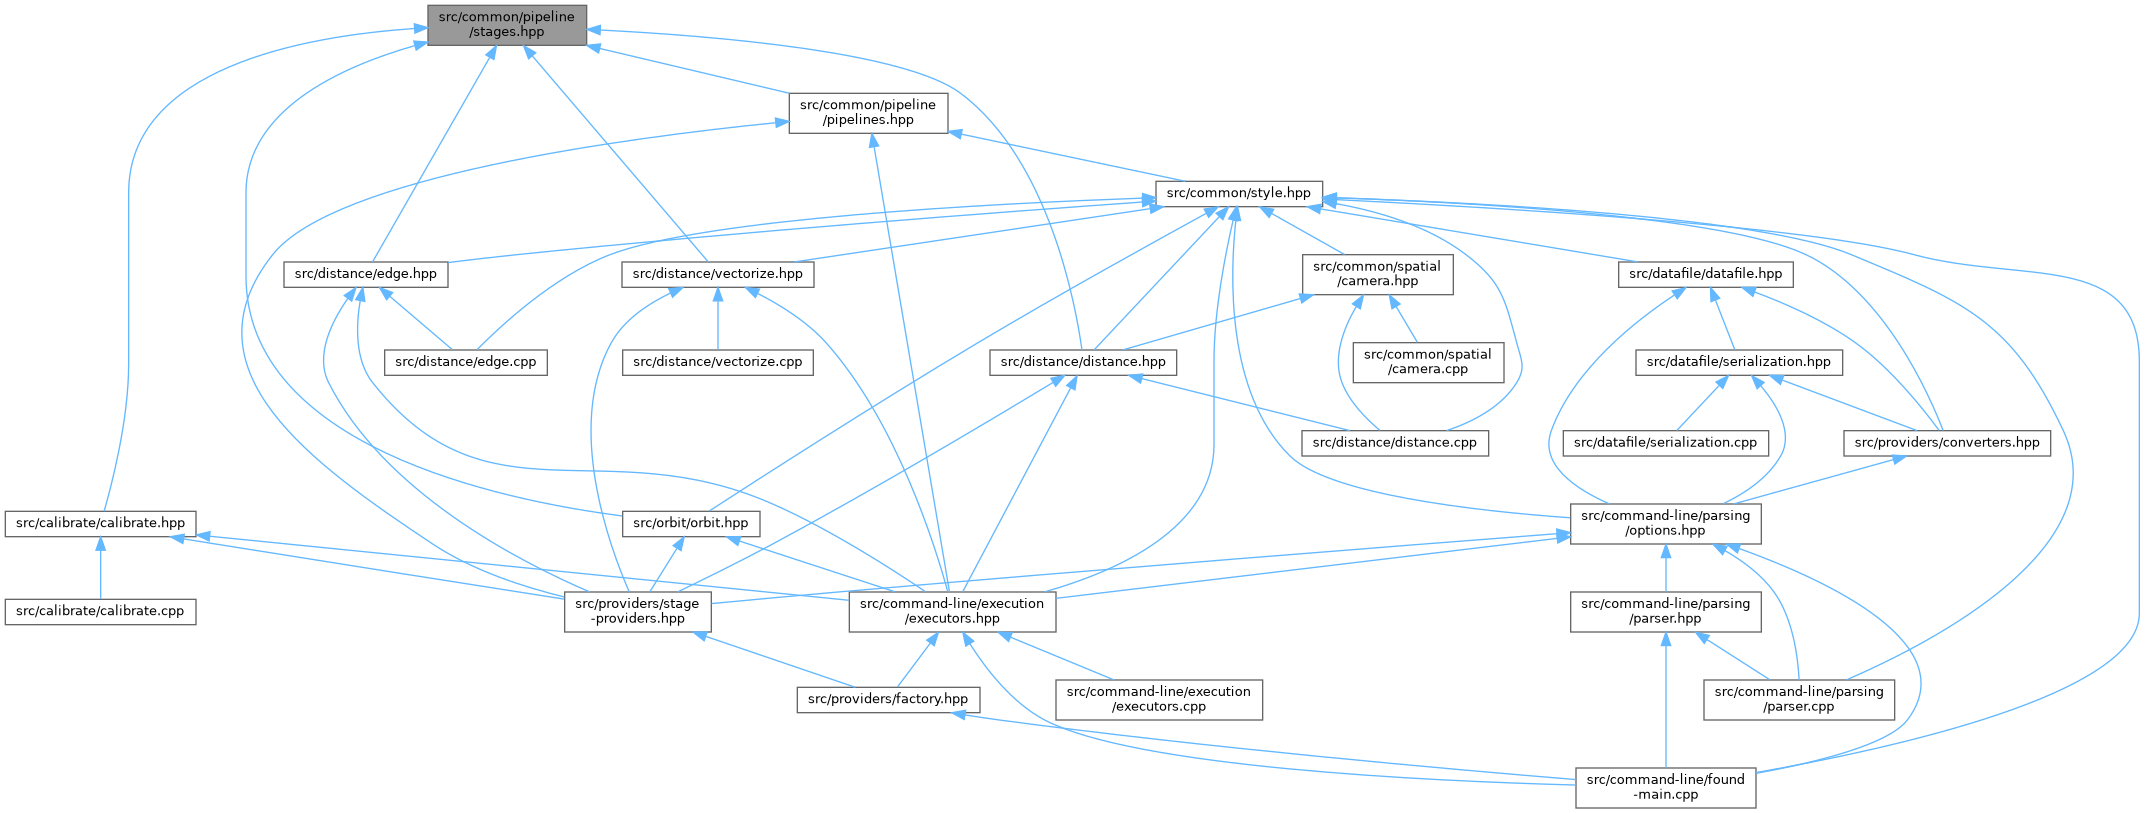 src/common/pipeline
/stages.hpp
src/common/pipeline
/pipelines.hpp
src/common/style.hpp
src/distance/edge.hpp
src/distance/vectorize.hpp
src/common/spatial
/camera.hpp
src/datafile/datafile.hpp
src/distance/edge.cpp
src/distance/vectorize.cpp
src/distance/distance.hpp
src/common/spatial
/camera.cpp
src/datafile/serialization.hpp
src/distance/distance.cpp
src/datafile/serialization.cpp
src/providers/converters.hpp
src/calibrate/calibrate.hpp
src/orbit/orbit.hpp
src/command-line/parsing
/options.hpp
src/calibrate/calibrate.cpp
src/providers/stage
-providers.hpp
src/command-line/execution
/executors.hpp
src/command-line/parsing
/parser.hpp
src/providers/factory.hpp
src/command-line/execution
/executors.cpp
src/command-line/parsing
/parser.cpp
src/command-line/found
-main.cpp